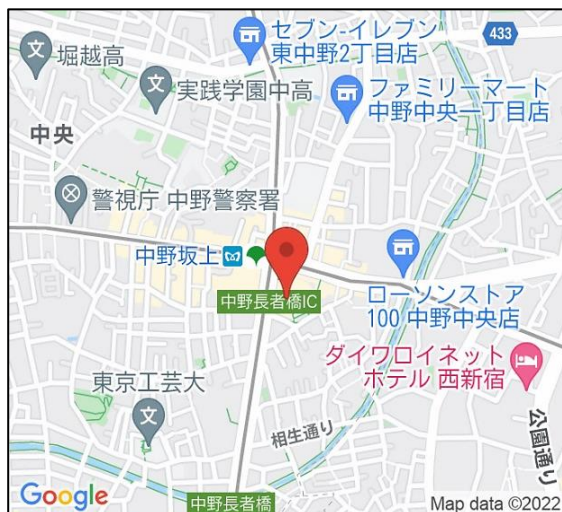 セブン-イレブン
東中野2丁目店
433
堀越高
実践学園中高
ファミリーマート
中野中央一丁目店
中央
警視庁 中野警察署
中野坂上
中野長者橋IC
ローソンストア
100 中野中央店
ダイワロイネット
ホテル 西新宿
東京工芸大
相生通り
公園通り
中野長者橋
Google
Map data ©2022
文
文
文